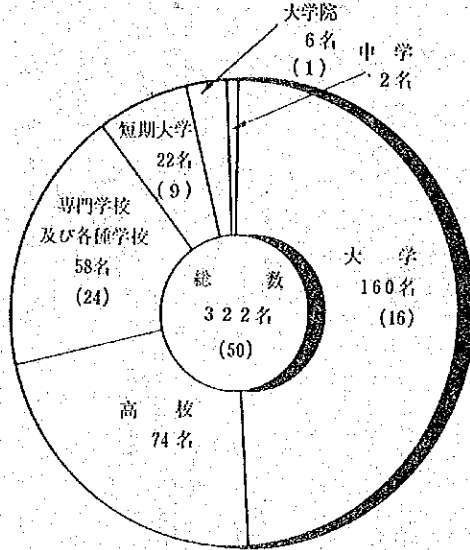 大学院
6名
(1)
中学
2名
短期大学
22名
(9)
専門学校
及び各種学校
58名
(24)
大学
160名
(16)
総数
322名
(50)
高校
74名